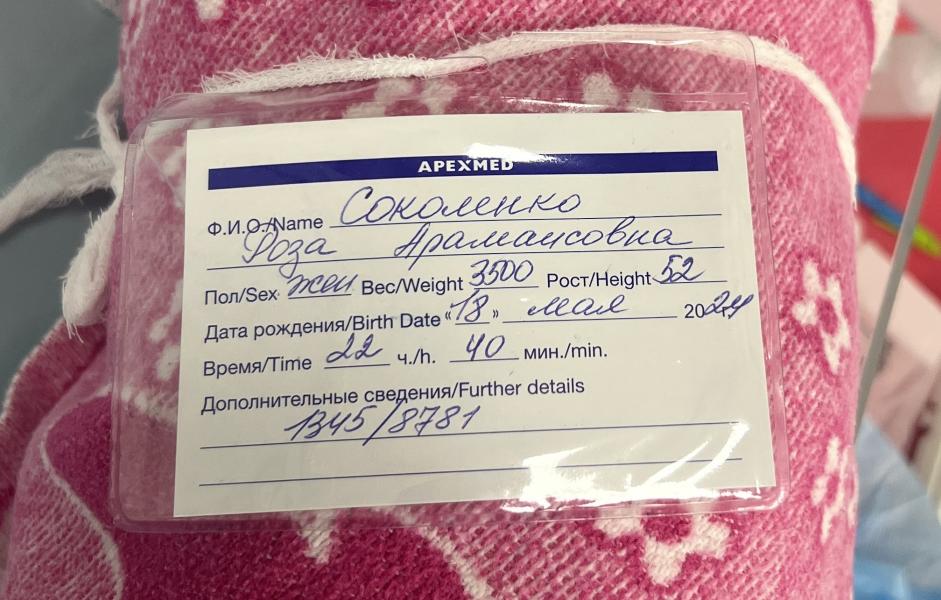 APEXMED
Ф.И.О./Name Соколенко
Роза Арамаисовна
Пол/Sex жен Вес/Weight 3500 Рост/Height 52
Дата рождения/Birth Date “18” мая 2024г.
Время/Time 22 ч./h. 40 мин./min.
Дополнительные сведения/Further details
1345/8781